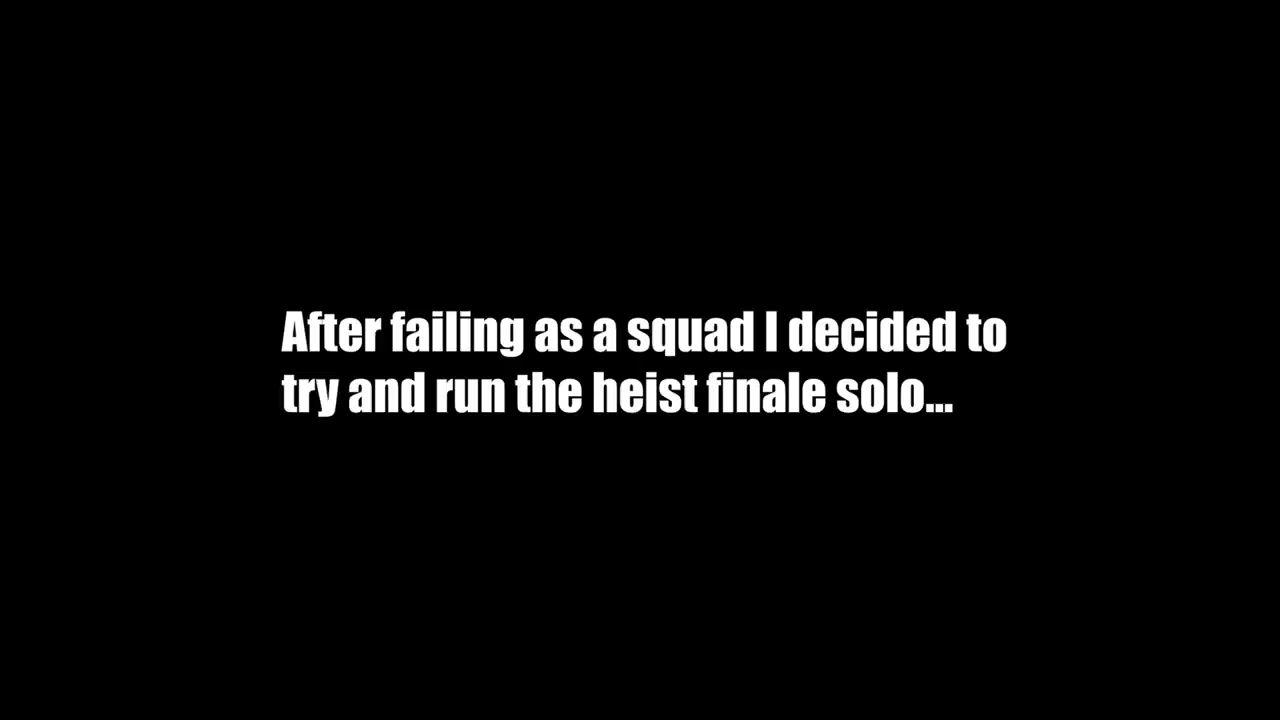 After failing as a squad I decided to
try and run the heist finale solo...